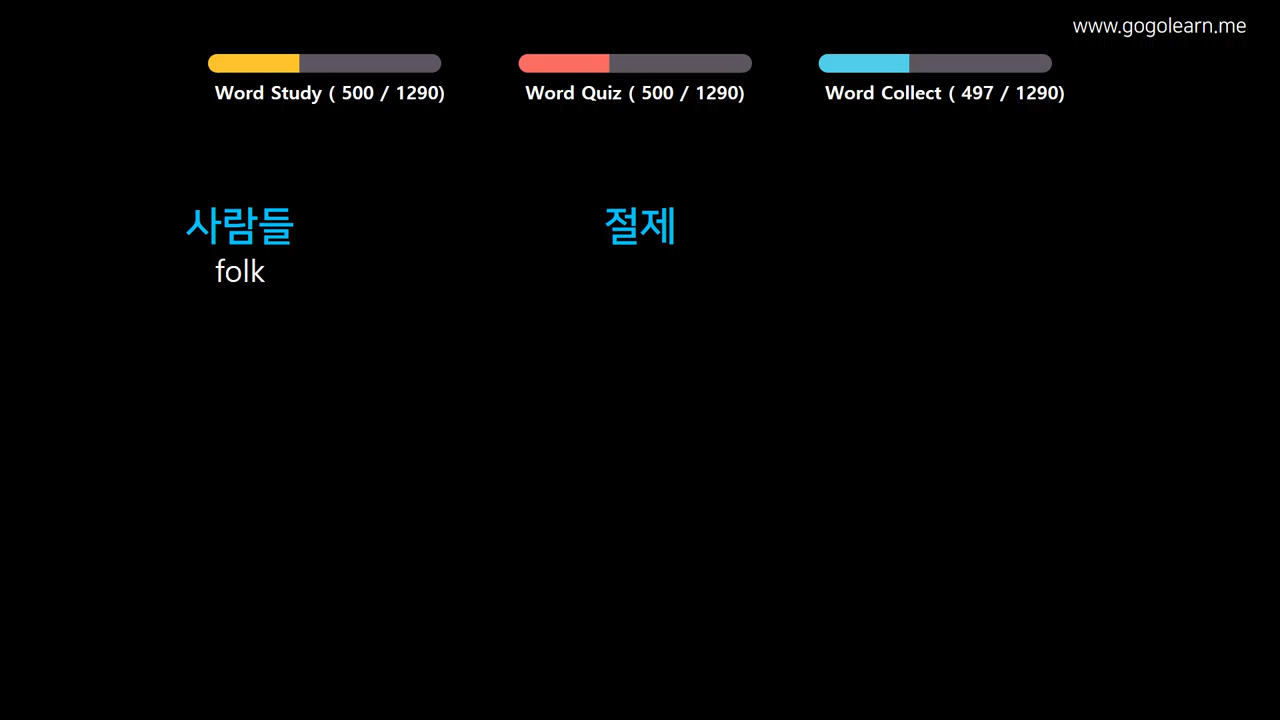 www.gogolearn.me
Word Study ( 500 / 1290)
Word Quiz ( 500 / 1290)
Word Collect ( 497 / 1290)
사람들
folk
절제